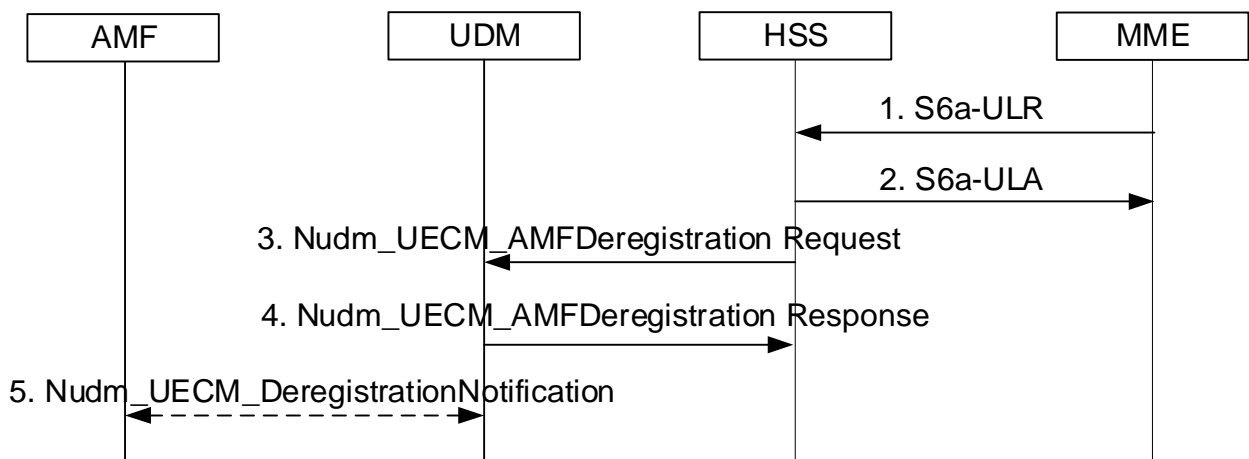 AMF
UDM
HSS
MME
1. S6a-ULR
2. S6a-ULA
3. Nudm_UECM_AMFDeregistration Request
4. Nudm_UECM_AMFDeregistration Response
5. Nudm_UECM_DeregistrationNotification